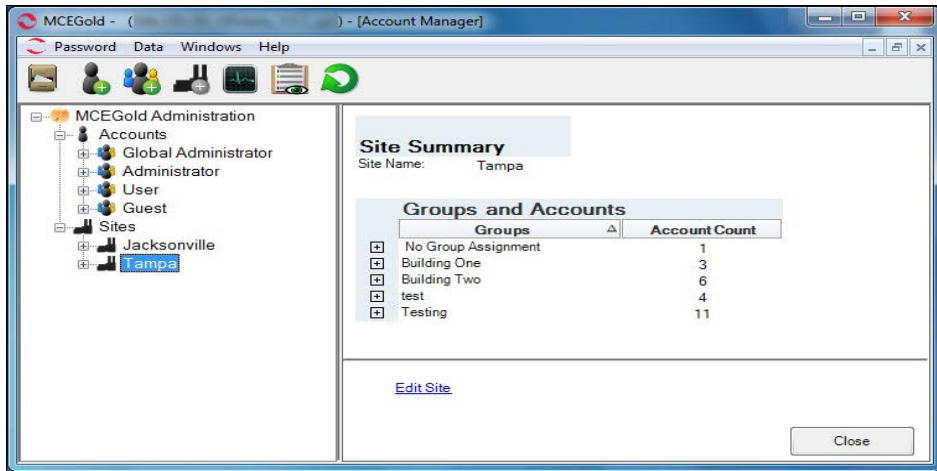 MCEGold - ( ) - [Account Manager]
Password Data Windows Help
MCEGold Administration
Accounts
Global Administrator
Administrator
User
Guest
Sites
Jacksonville
Tampa
Site Summary
Site Name: Tampa
Groups and Accounts
Groups Account Count
No Group Assignment 1
Building One 3
Building Two 6
test 4
Testing 11
Edit Site
Close